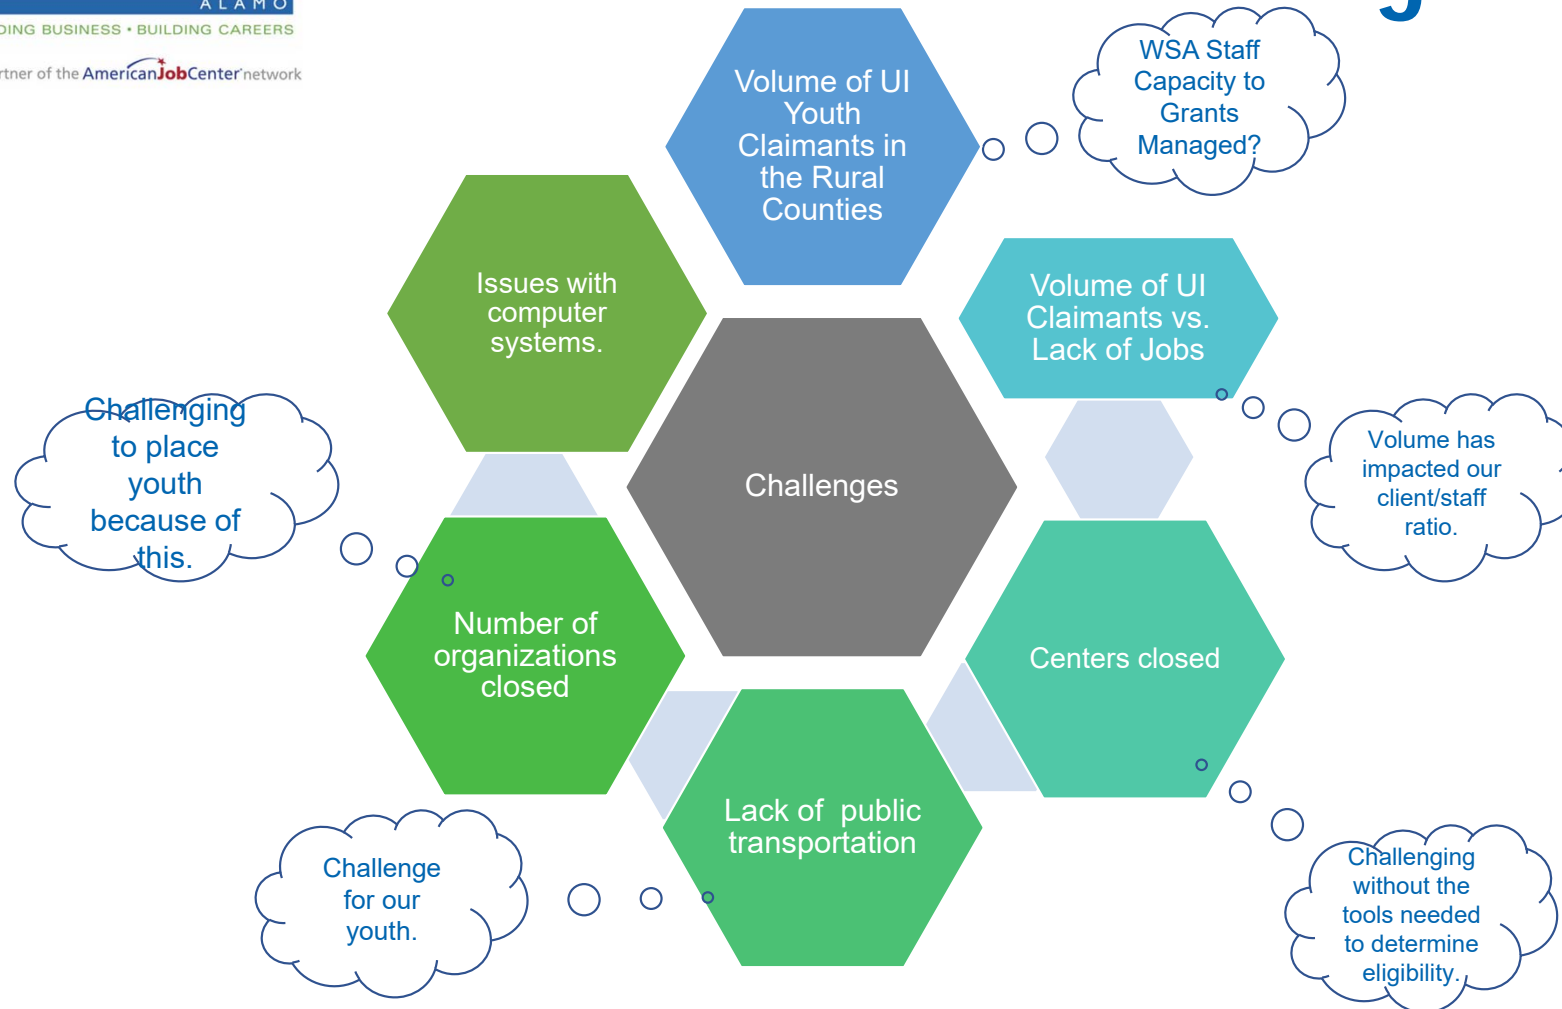 ALAMO
BUSINESS • BUILDING CAREERS
of the AmericanJobCenter network
g
WSA Staff
Capacity to
Grants
Managed?
Volume of UI
Youth
Claimants in
the Rural
Counties
Issues with
computer
systems.
Volume of UI
Claimants vs.
Lack of Jobs
Challenging
to place
youth
because of
this.
Challenges
Volume has
impacted our
client/staff
ratio.
Number of
organizations
closed
Centers closed
Lack of  public
transportation
Challenge
for our
youth.
Challenging
without the
tools needed
to determine
eligibility.